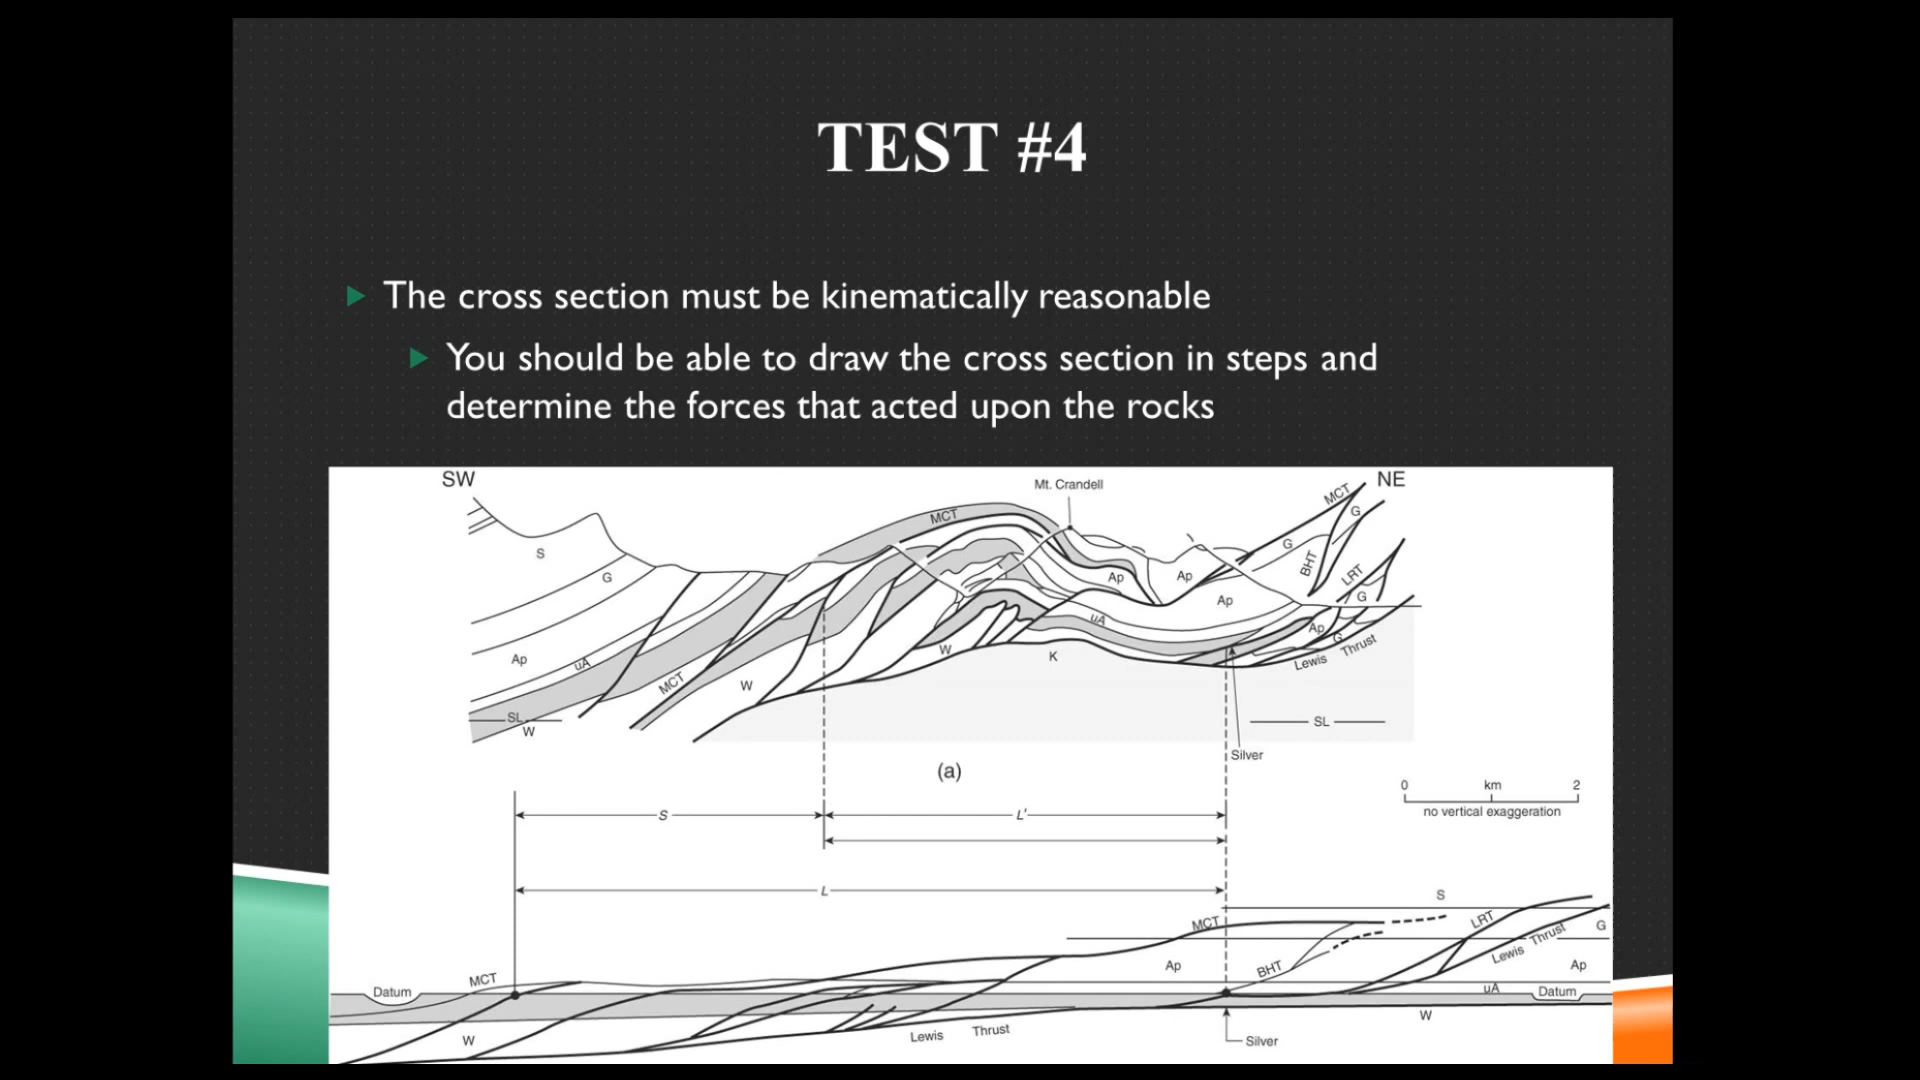 TEST #4
The cross section must be kinematically reasonable
You should be able to draw the cross section in steps and
determine the forces that acted upon the rocks
SW
Mt. Crandell
MCT
NE
MCT
G
S
G
G
BHT
LRT
Ap
Ap
Ap
G
uA
Ap
G
Ap
uA
W
K
Lewis Thrust
MCT
W
SL
W
SL
Silver
(a)
0 km 2
no vertical exaggeration
S
L'
L
S
MCT
LRT
G
Lewis Thrust
Ap
BHT
Ap
MCT
Datum
uA
Datum
W
W
Lewis Thrust
Silver